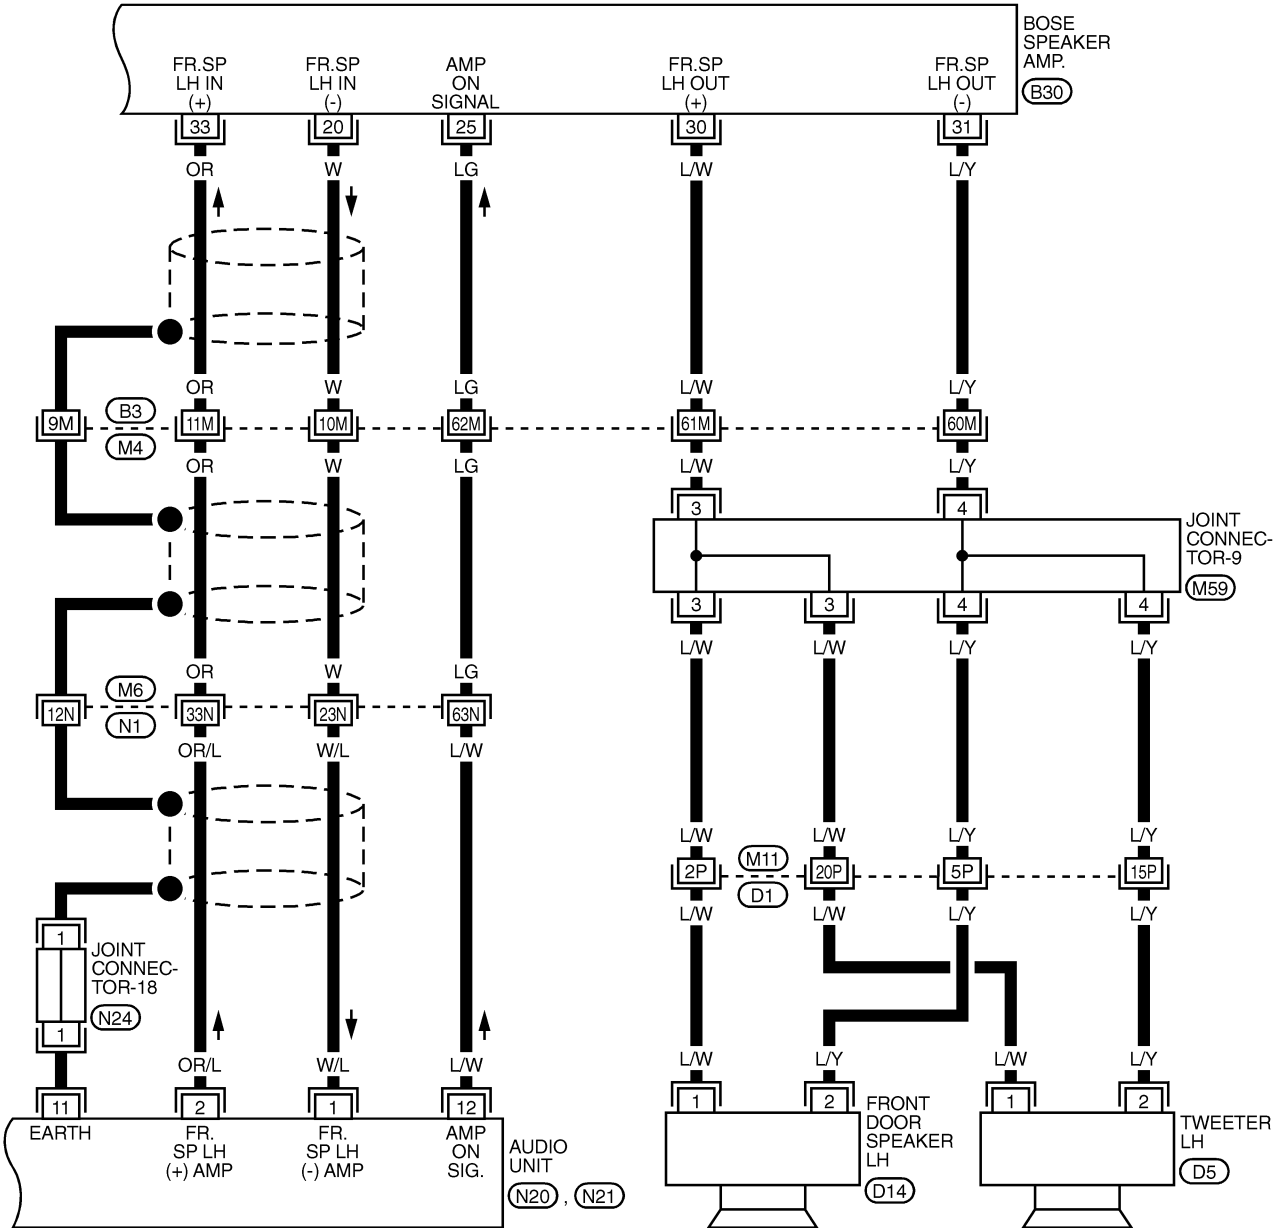 BOSE
SPEAKER
AMP.
B30
FR.SP
LH IN
(+)
FR.SP
LH IN
(-)
AMP
ON
SIGNAL
FR.SP
LH OUT
(+)
FR.SP
LH OUT
(-)
33 20 25 30 31
OR W LG L/W L/Y
OR W LG L/W L/Y
9M B3 M4 11M 10M 62M 61M 60M
OR W LG L/W L/Y
3 4
JOINT
CONNEC-
TOR-9
M59
3 3 4 4
L/W L/W L/Y L/Y
OR W LG
12N M6 N1 33N 23N 63N
OR/L W/L L/W
L/W L/W L/Y L/Y
2P M11 D1 20P 5P 15P
L/W L/W L/Y L/Y
1
JOINT
CONNEC-
TOR-18
N24
1
OR/L W/L L/W
L/W L/Y L/W L/Y
11 2 1 12
1 2 1 2
EARTH
FR.
SP LH
(+) AMP
FR.
SP LH
(-) AMP
AMP
ON
SIG.
AUDIO
UNIT
N20 , N21
FRONT
DOOR
SPEAKER
LH
D14
TWEETER
LH
D5